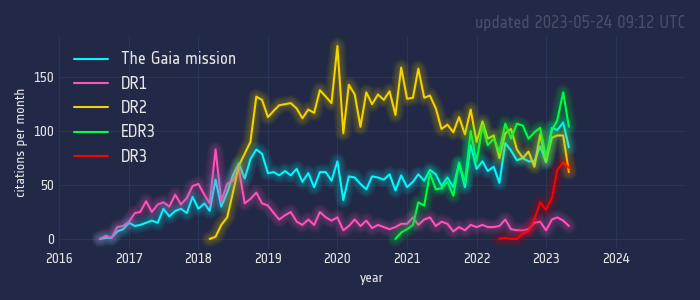 updated 2023-05-24 09:12 UTC
The Gaia mission
DR1
DR2
EDR3
DR3
citations per month
150
100
50
0
2016 2017 2018 2019 2020 2021 2022 2023 2024
year